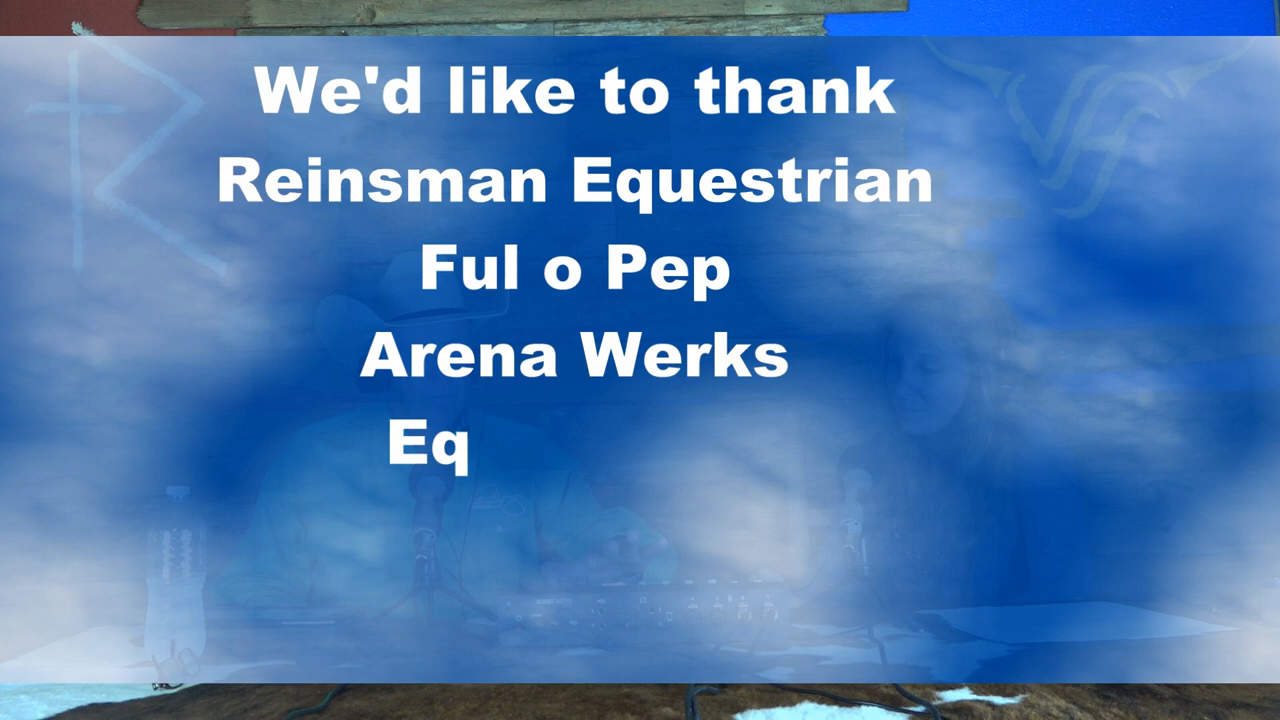 We'd like to thank
Reinsman Equestrian
Ful o Pep
Arena Werks
Eq